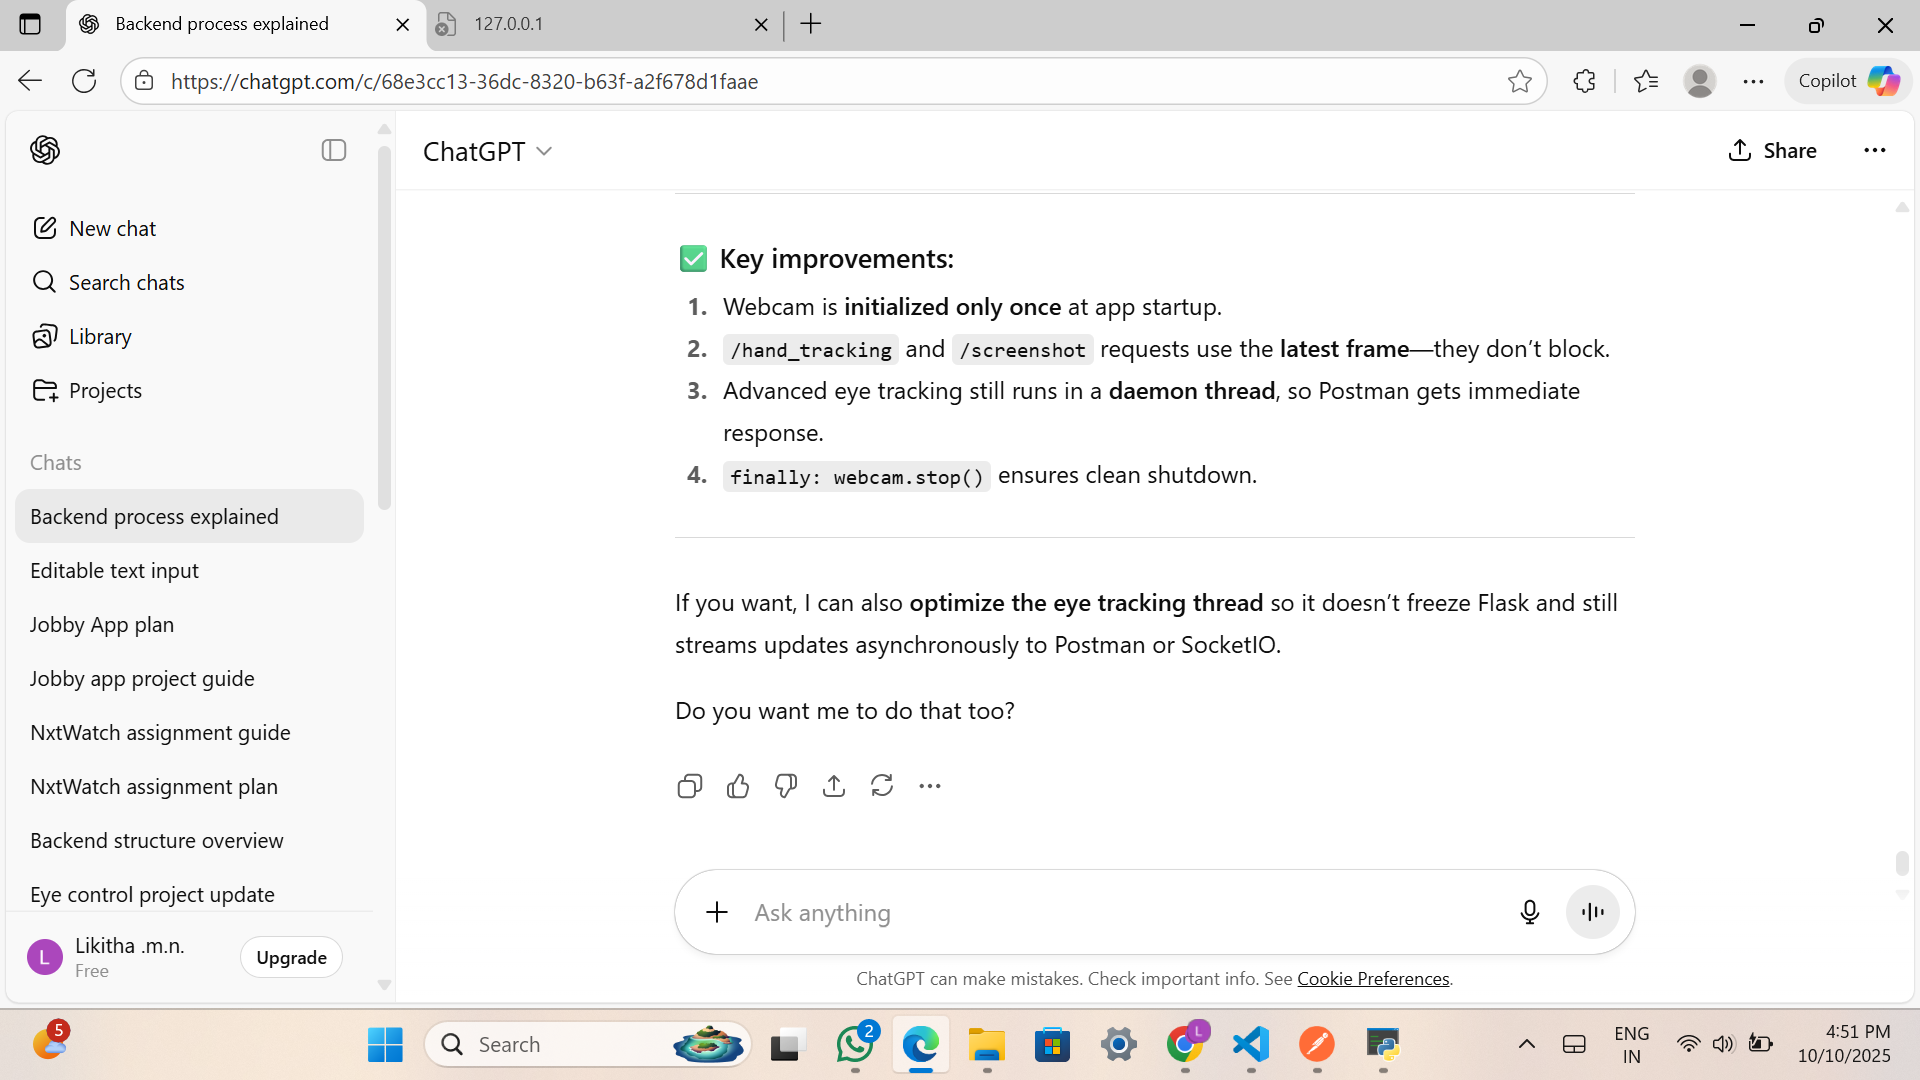 Backend process explained
127.0.0.1
https://chatgpt.com/c/68e3cc13-36dc-8320-b63f-a2f678d1faae
Copilot
ChatGPT
Share
New chat
Search chats
Library
Projects
Chats
Backend process explained
Editable text input
Jobby App plan
Jobby app project guide
NxtWatch assignment guide
NxtWatch assignment plan
Backend structure overview
Eye control project update
L
Likitha .m.n.
Free
Upgrade
✅ Key improvements:
1. Webcam is initialized only once at app startup.
2. /hand_tracking and /screenshot requests use the latest frame—they don’t block.
3. Advanced eye tracking still runs in a daemon thread, so Postman gets immediate
response.
4. finally: webcam.stop() ensures clean shutdown.
If you want, I can also optimize the eye tracking thread so it doesn’t freeze Flask and still
streams updates asynchronously to Postman or SocketIO.
Do you want me to do that too?
Ask anything
ChatGPT can make mistakes. Check important info. See Cookie Preferences.
5
Search
2
L
ENG
IN
4:51 PM
10/10/2025